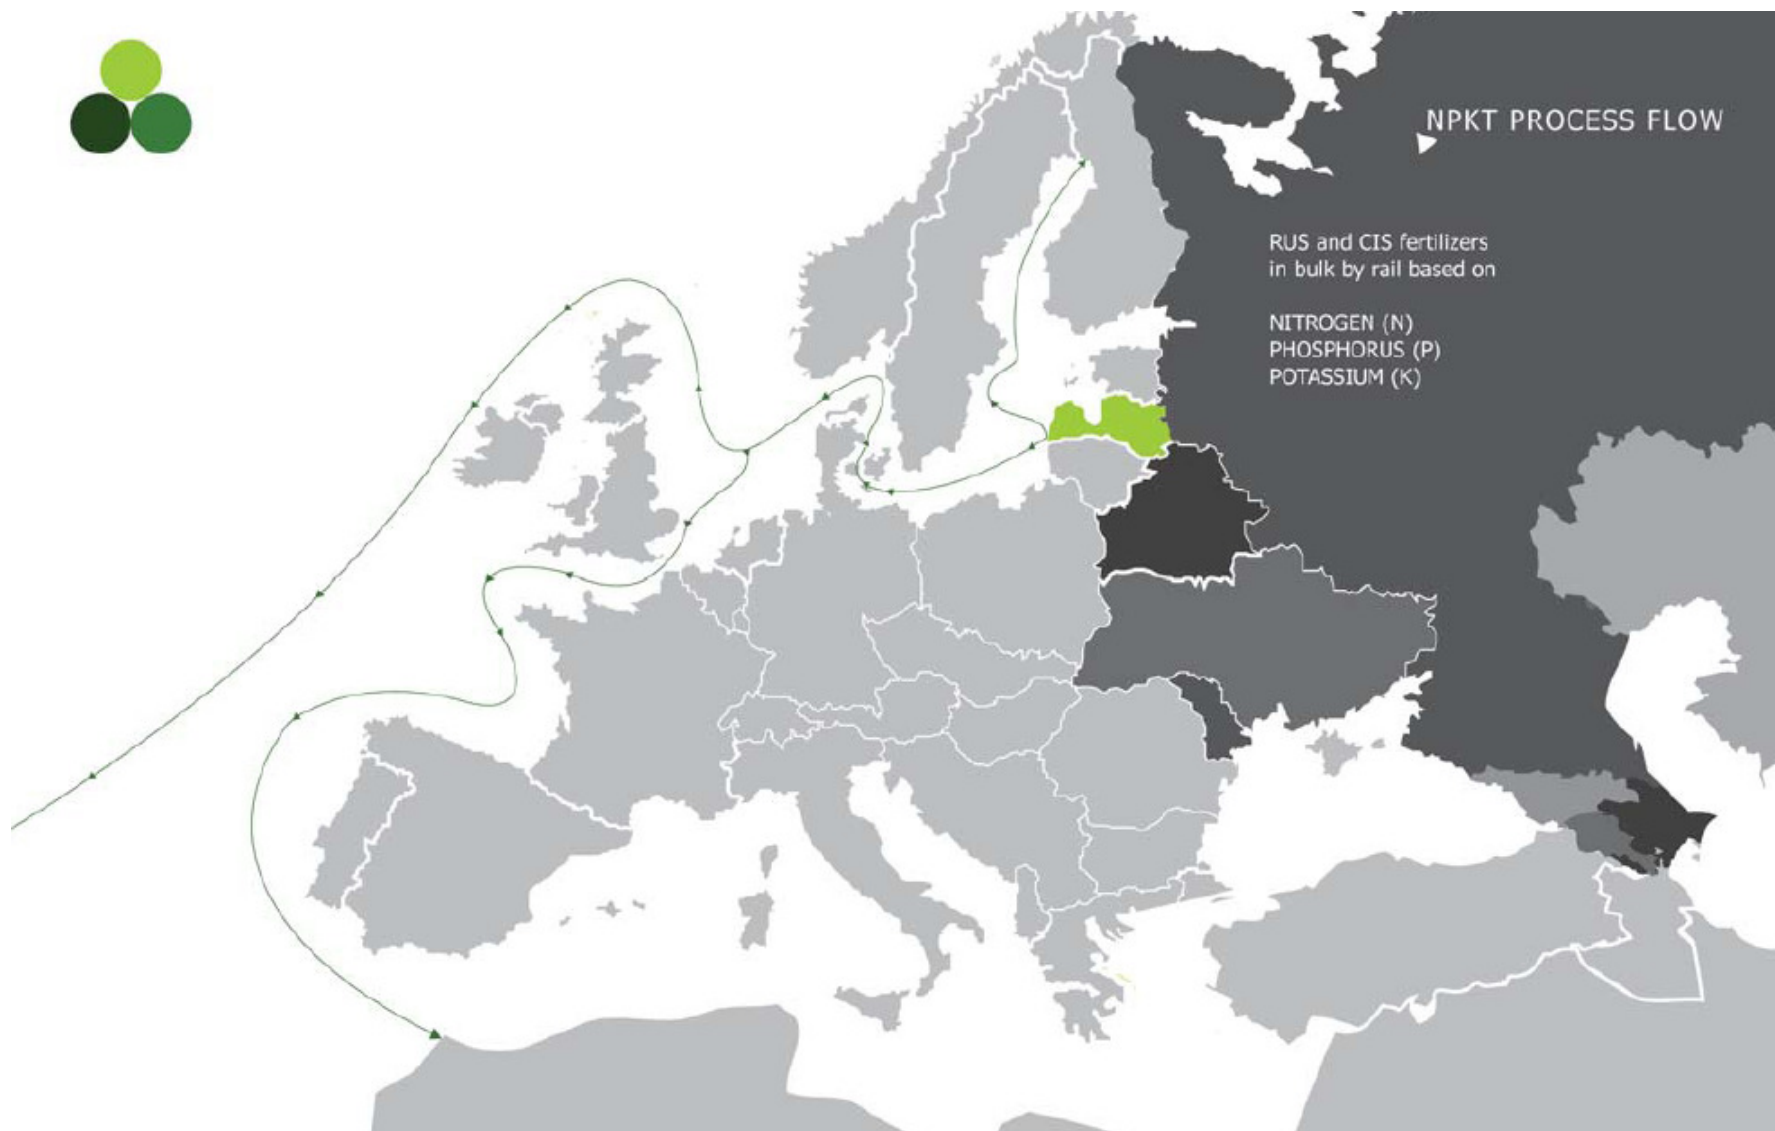 NPKT PROCESS FLOW
RUS and CIS fertilizers
in bulk by rail based on
NITROGEN (N)
PHOSPHORUS (P)
POTASSIUM (K)